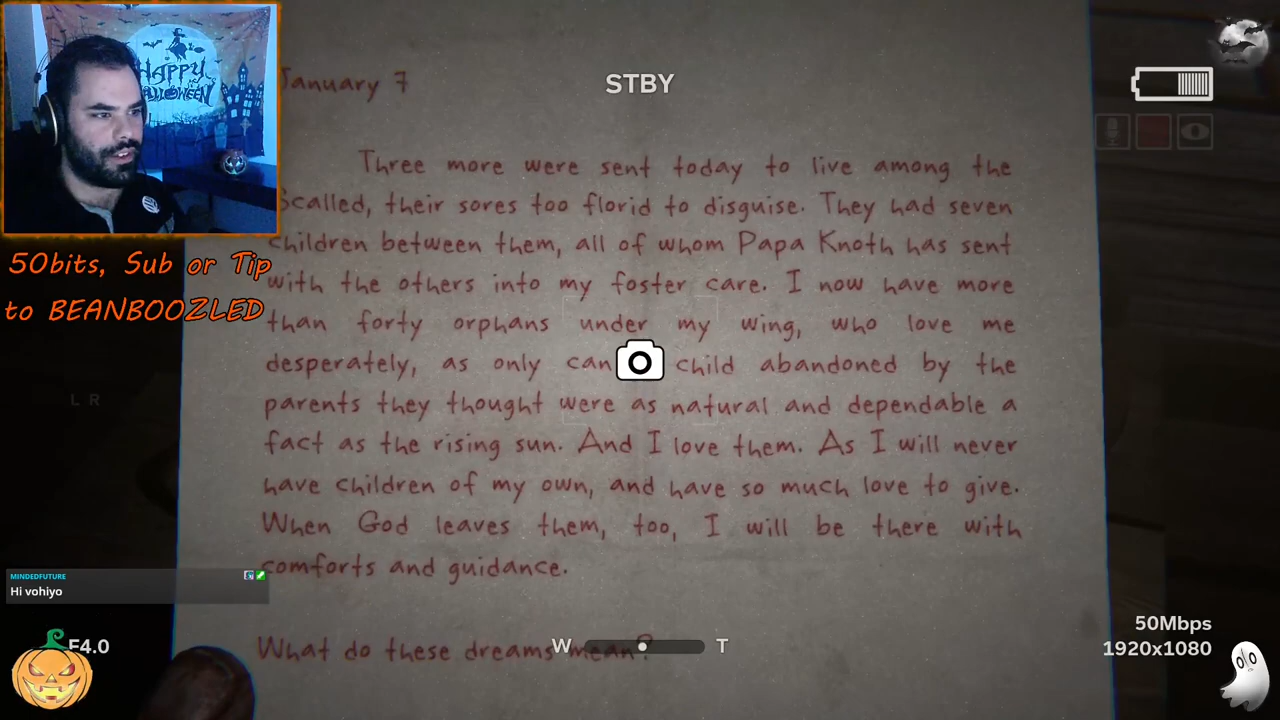 HAPPY
HALLOWEEN
January 7
STBY
Three more were sent today to live among the
Scalled, their sores too florid to disguise. They had seven
children between them, all of whom Papa Knoth has sent
with the others into my foster care. I now have more
than forty orphans under my wing, who love me
desperately, as only can child abandoned by the
parents they thought were as natural and dependable a
fact as the rising sun. And I love them. As I will never
have children of my own, and have so much love to give.
When God leaves them, too, I will be there with
comforts and guidance.
What do these dreams mean?
50bits, Sub or Tip
to BEANBOOZLED
L R
MINDEDFUTURE
Hi vohiyo
F4.0
W T
50Mbps
1920x1080